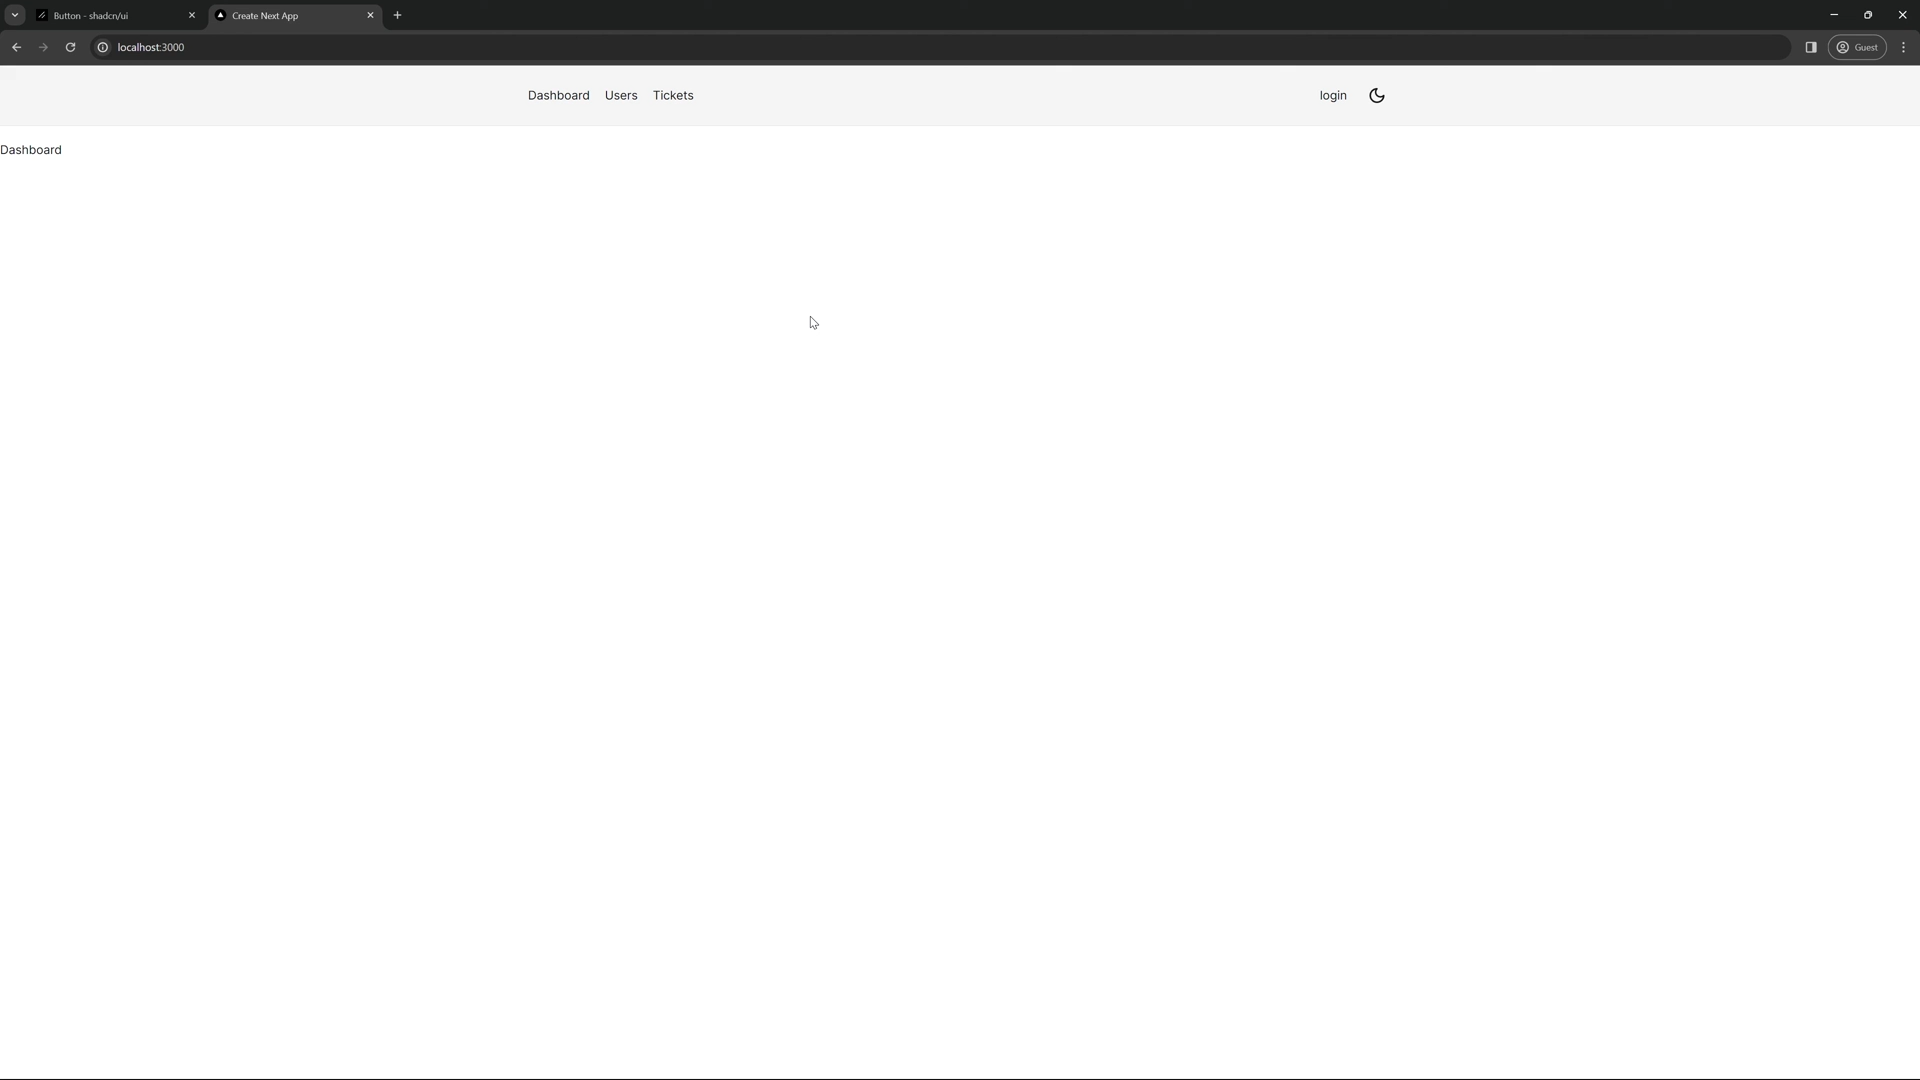 Button - shadcn/ui
Create Next App
localhost:3000
Guest
Dashboard Users Tickets login
Dashboard